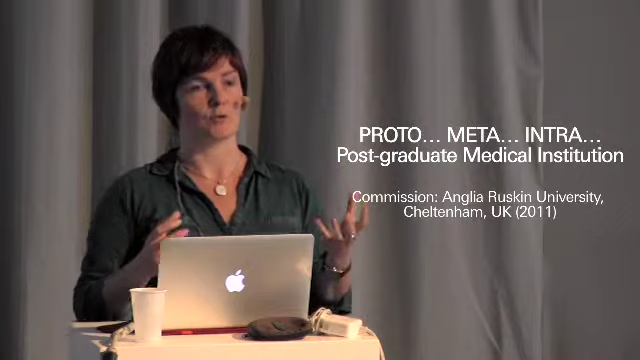 PROTO… META… INTRA…
Post-graduate Medical Institution
Commission: Anglia Ruskin University,
Cheltenham, UK (2011)